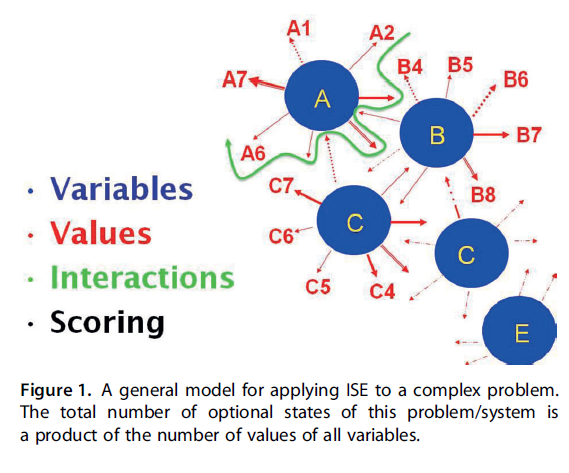 A1
A2
A7
A
B4
B5
B6
A6
B
B7
B8
C7
C
C6
C
C5
C4
E
· Variables
· Values
· Interactions
· Scoring
Figure 1. A general model for applying ISE to a complex problem.
The total number of optional states of this problem/system is
a product of the number of values of all variables.